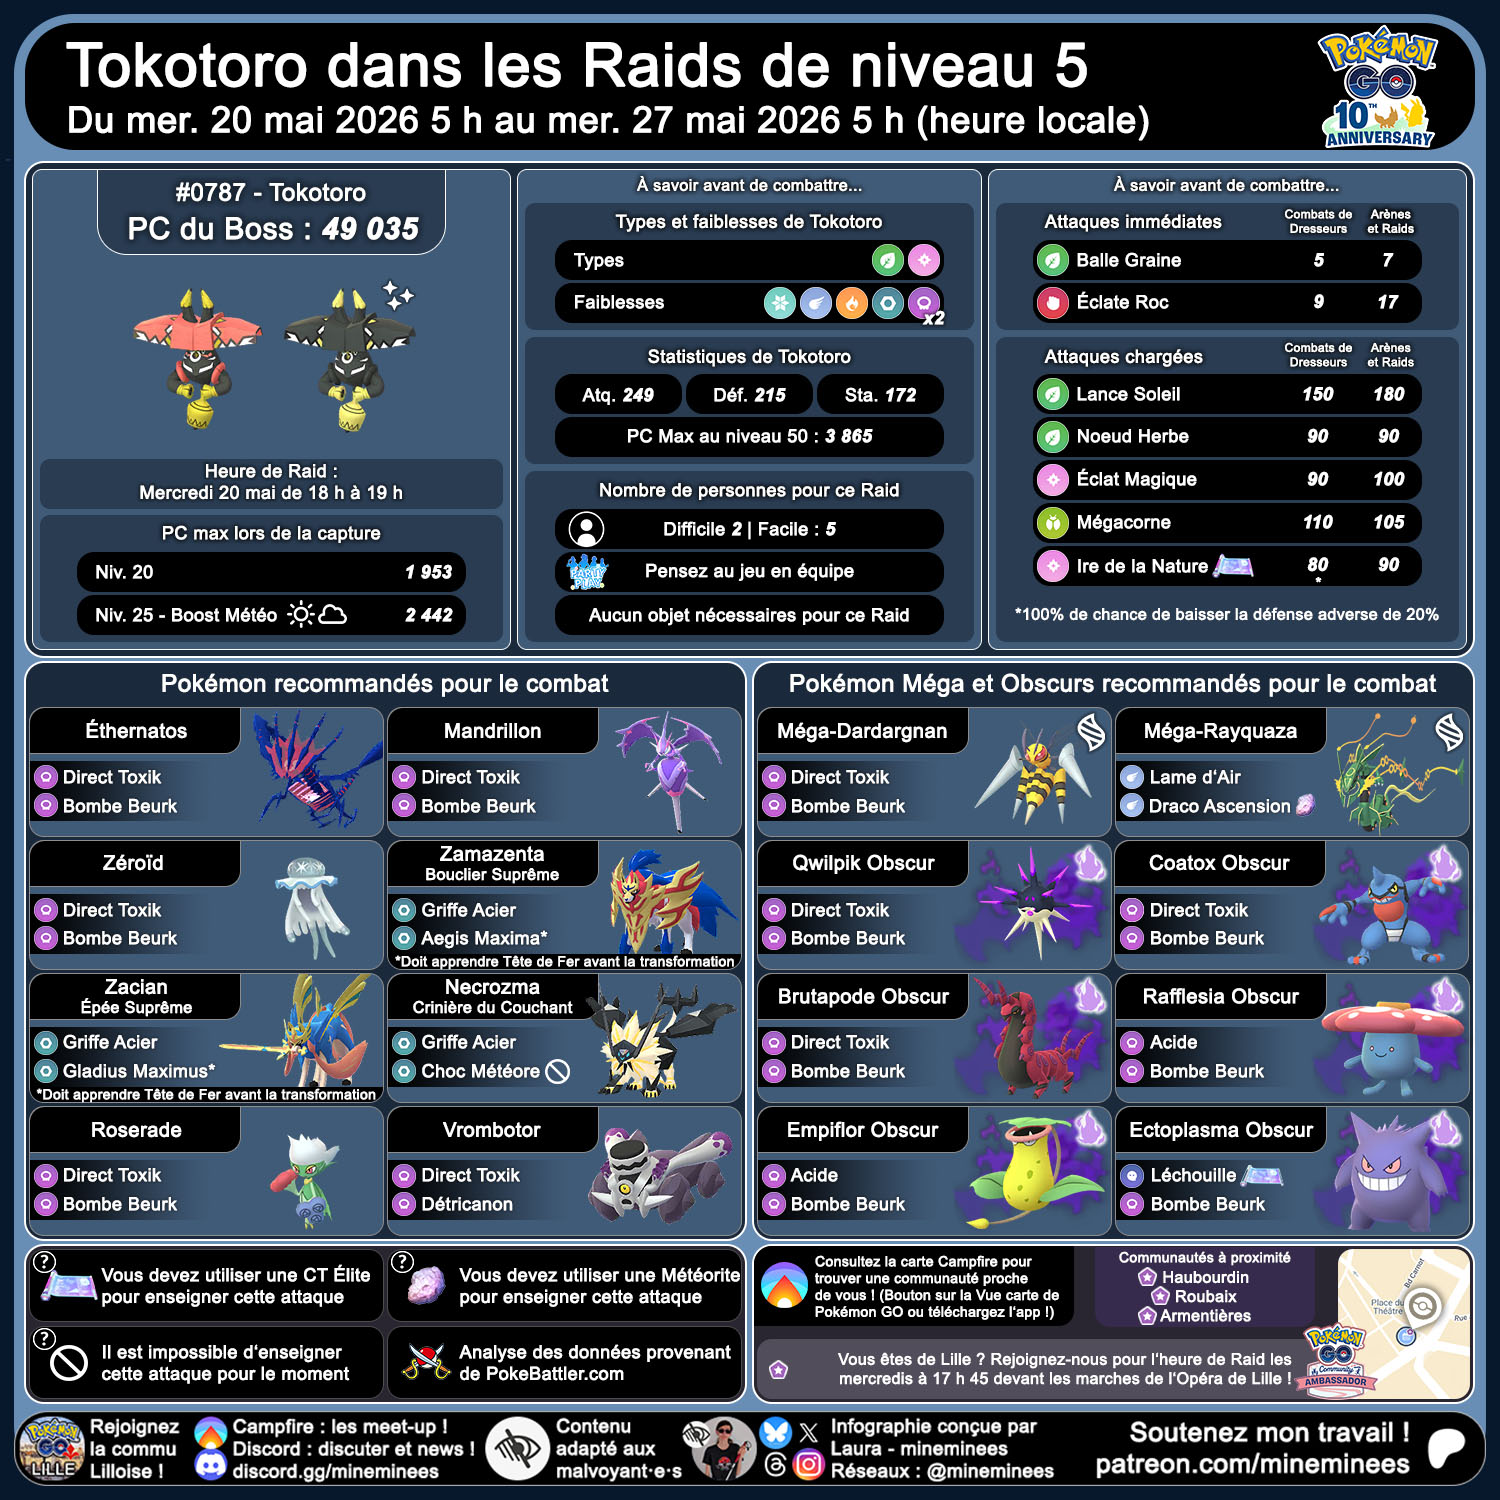 Tokotoro dans les Raids de niveau 5
Du mer. 20 mai 2026 5 h au mer. 27 mai 2026 5 h (heure locale)
POKÉMON
GO
10TH
ANNIVERSARY
#0787 - Tokotoro
PC du Boss : 49 035
Heure de Raid :
Mercredi 20 mai de 18 h à 19 h
PC max lors de la capture
Niv. 20 1 953
Niv. 25 - Boost Météo 2 442
À savoir avant de combattre...
Types et faiblesses de Tokotoro
Types
Faiblesses
x2
Statistiques de Tokotoro
Atq. 249 Déf. 215 Sta. 172
PC Max au niveau 50 : 3 865
Nombre de personnes pour ce Raid
Difficile 2 | Facile : 5
PARTY PLAY
Pensez au jeu en équipe
Aucun objet nécessaires pour ce Raid
À savoir avant de combattre...
Attaques immédiates Combats de Dresseurs Arènes et Raids
Balle Graine 5 7
Éclate Roc 9 17
Attaques chargées Combats de Dresseurs Arènes et Raids
Lance Soleil 150 180
Noeud Herbe 90 90
Éclat Magique 90 100
Mégacorne 110 105
Ire de la Nature 80 90
*
*100% de chance de baisser la défense adverse de 20%
Pokémon recommandés pour le combat
Éthernatos
Direct Toxik
Bombe Beurk
Mandrillon
Direct Toxik
Bombe Beurk
Zéroïd
Direct Toxik
Bombe Beurk
Zamazenta
Bouclier Suprême
Griffe Acier
Aegis Maxima*
*Doit apprendre Tête de Fer avant la transformation
Zacian
Épée Suprême
Griffe Acier
Gladius Maximus*
*Doit apprendre Tête de Fer avant la transformation
Necrozma
Crinière du Couchant
Griffe Acier
Choc Météore
Roserade
Direct Toxik
Bombe Beurk
Vrombotor
Direct Toxik
Détricanon
Pokémon Méga et Obscurs recommandés pour le combat
Méga-Dardargnan
Direct Toxik
Bombe Beurk
Méga-Rayquaza
Lame d'Air
Draco Ascension
Qwilpik Obscur
Direct Toxik
Bombe Beurk
Coatox Obscur
Direct Toxik
Bombe Beurk
Brutapode Obscur
Direct Toxik
Bombe Beurk
Rafflesia Obscur
Acide
Bombe Beurk
Empiflor Obscur
Acide
Bombe Beurk
Ectoplasma Obscur
Léchouille
Bombe Beurk
?
Vous devez utiliser une CT Élite
pour enseigner cette attaque
?
Vous devez utiliser une Météorite
pour enseigner cette attaque
?
Il est impossible d'enseigner
cette attaque pour le moment
Analyse des données provenant
de PokeBattler.com
Consultez la carte Campfire pour
trouver une communauté proche
de vous ! (Bouton sur la Vue carte de
Pokémon GO ou téléchargez l'app !)
Communautés à proximité
Haubourdin
Roubaix
Armentières
Bd Carnot
Place du
Théâtre
Rue
Vous êtes de Lille ? Rejoignez-nous pour l'heure de Raid les
mercredis à 17 h 45 devant les marches de l'Opéra de Lille !
POKÉMON
GO
Community
AMBASSADOR
POKÉMON
GO
LILLE
Rejoignez
la commu
Lilloise !
Campfire : les meet-up !
Discord : discuter et news !
discord.gg/mineminees
Contenu
adapté aux
malvoyant·e·s
Infographie conçue par
Laura - mineminees
Réseaux : @mineminees
Soutenez mon travail !
patreon.com/mineminees